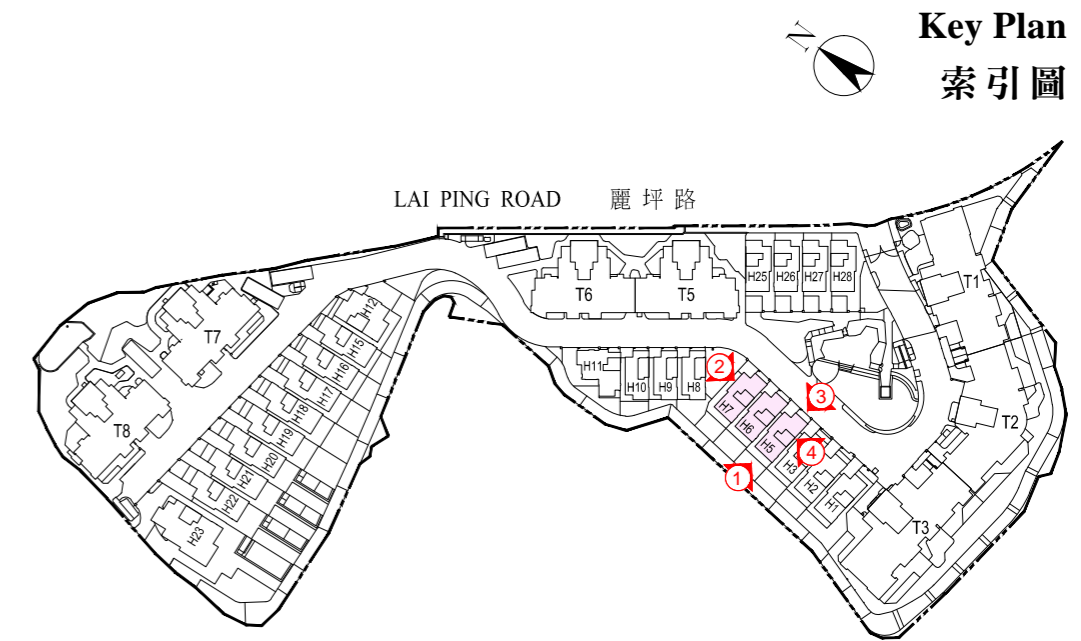 N
Key Plan
索引圖
LAI PING ROAD 麗坪路
T1
T6
T5
H25
H26
H27
H28
T7
H12
H15
H16
H17
H18
H19
H20
H21
H22
H23
T8
H11
H10
H9
H8
2
3
H7
H6
H5
4
H3
H2
H1
1
T2
T3